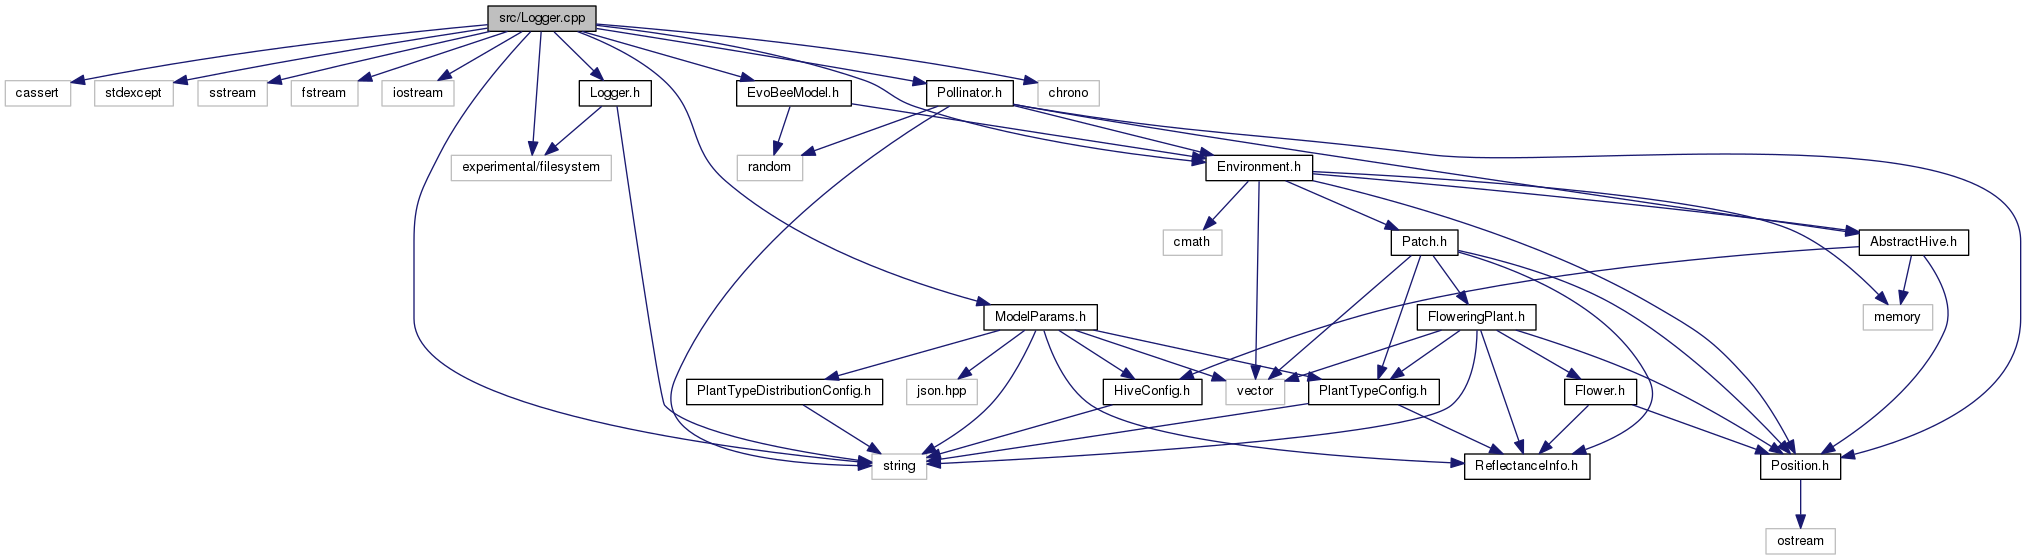 src/Logger.cpp
cassert
stdexcept
sstream
fstream
iostream
Logger.h
EvoBeeModel.h
Pollinator.h
chrono
experimental/filesystem
random
Environment.h
cmath
Patch.h
AbstractHive.h
ModelParams.h
FloweringPlant.h
memory
PlantTypeDistributionConfig.h
json.hpp
HiveConfig.h
vector
PlantTypeConfig.h
Flower.h
string
ReflectanceInfo.h
Position.h
ostream